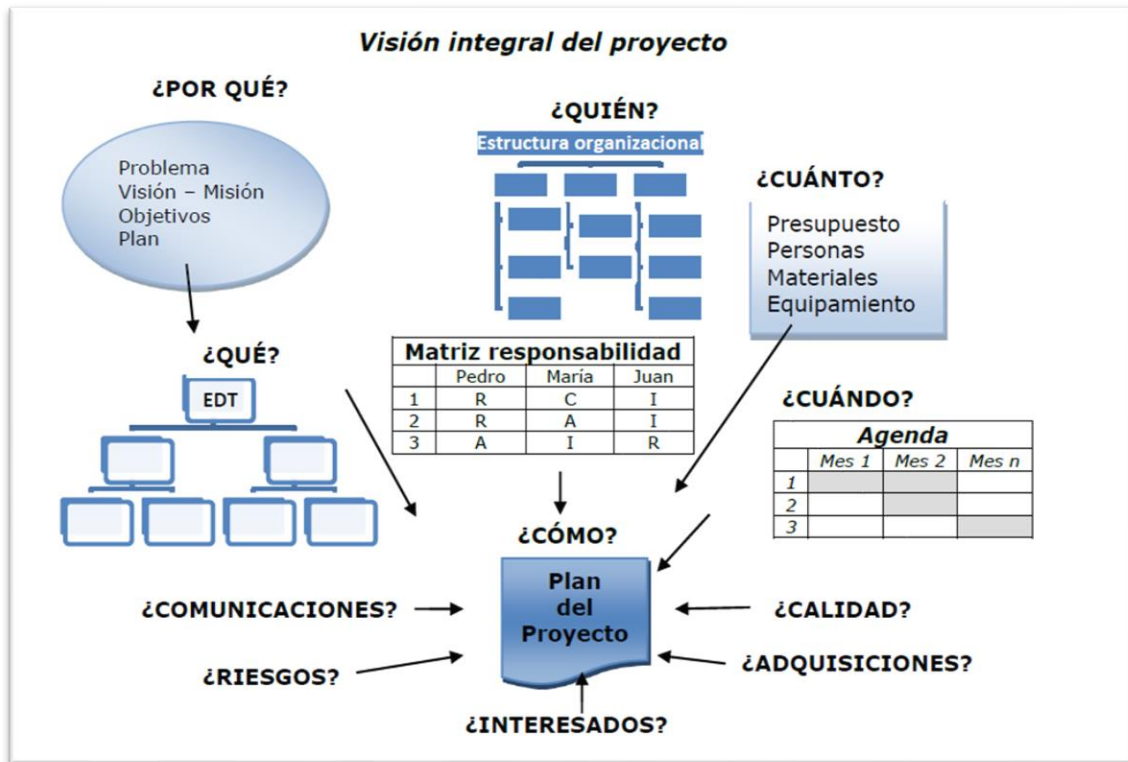 Visión integral del proyecto
¿POR QUÉ?
Problema
Visión – Misión
Objetivos
Plan
¿QUIÉN?
Estructura organizacional
¿CUÁNTO?
Presupuesto
Personas
Materiales
Equipamiento
¿QUÉ?
EDT
Matriz responsabilidad
Pedro María Juan
1 R C I
2 R A I
3 A I R
¿CUÁNDO?
Agenda
Mes 1 Mes 2 Mes n
1
2
3
¿CÓMO?
Plan
del
Proyecto
¿COMUNICACIONES?
¿CALIDAD?
¿RIESGOS?
¿ADQUISICIONES?
¿INTERESADOS?